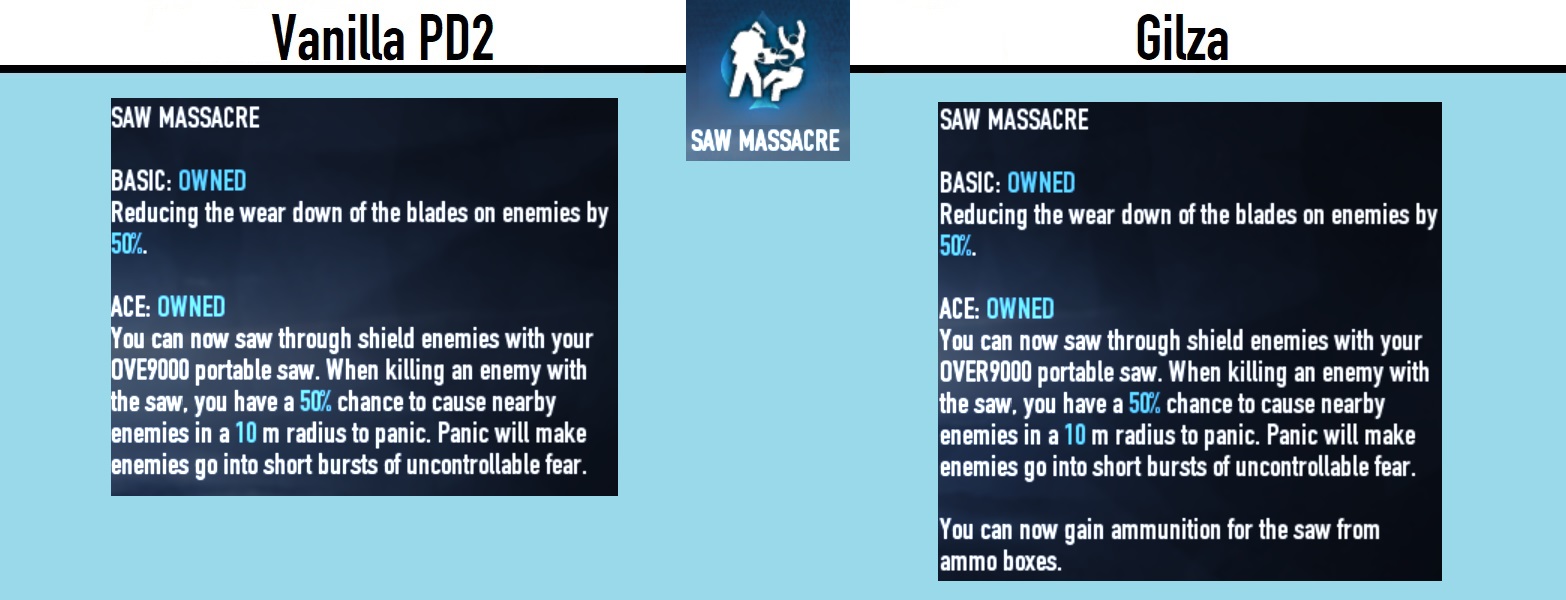 Vanilla PD2
SAW MASSACRE
Gilza
SAW MASSACRE
BASIC: OWNED
Reducing the wear down of the blades on enemies by
50%.
ACE: OWNED
You can now saw through shield enemies with your
OVE9000 portable saw. When killing an enemy with
the saw, you have a 50% chance to cause nearby
enemies in a 10 m radius to panic. Panic will make
enemies go into short bursts of uncontrollable fear.
SAW MASSACRE
BASIC: OWNED
Reducing the wear down of the blades on enemies by
50%.
ACE: OWNED
You can now saw through shield enemies with your
OVER9000 portable saw. When killing an enemy with
the saw, you have a 50% chance to cause nearby
enemies in a 10 m radius to panic. Panic will make
enemies go into short bursts of uncontrollable fear.
You can now gain ammunition for the saw from
ammo boxes.